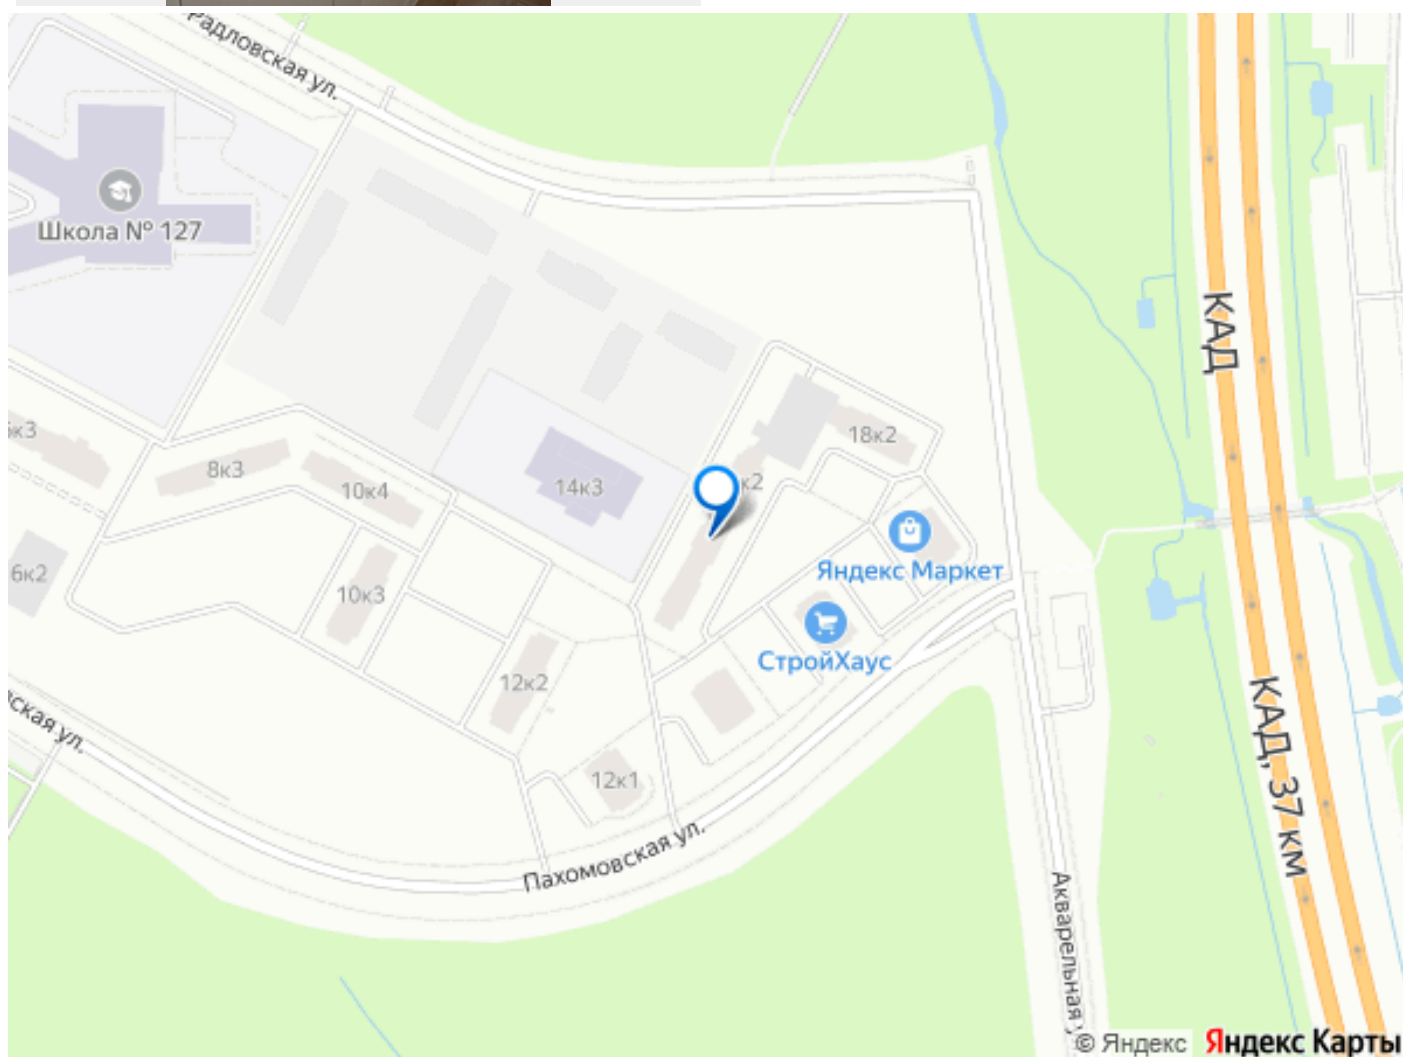 Радловская ул.
Школа № 127
КАД
к3
18к2
8к3
10к4
14к3
к2
Яндекс Маркет
6к2
10к3
СтройХаус
12к2
ская ул.
КАД, 37 км
12к1
Пахомовская ул.
Акварельная
© Яндекс
Яндекс Карты